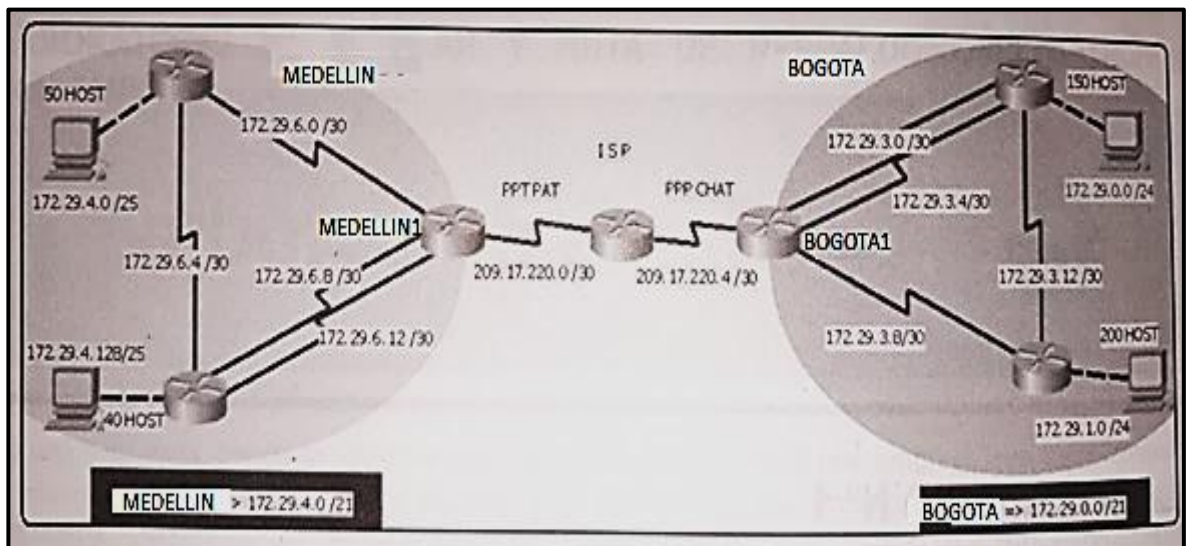 MEDELLIN - -
BOGOTA
50 HOST
150 HOST
172.29.6.0 /30
172.29.3.0 /30
I S P
172.29.4.0 /25
PPTPAT
PPP CHAT
172.29.3.4/30
172.29.0.0 /24
MEDELLIN1
BOGOTA1
172.29.6.4 /30
172.29.6.8 /30
209.17.220.0 /30
209.17.220.4 /30
172.29.3.12 /30
172.29.6.12 /30
172.29.3.8/30
172.29.4.128/25
200 HOST
40 HOST
172.29.1.0 /24
MEDELLIN > 172.29.4.0 /21
BOGOTA => 172.29.0.0 /21